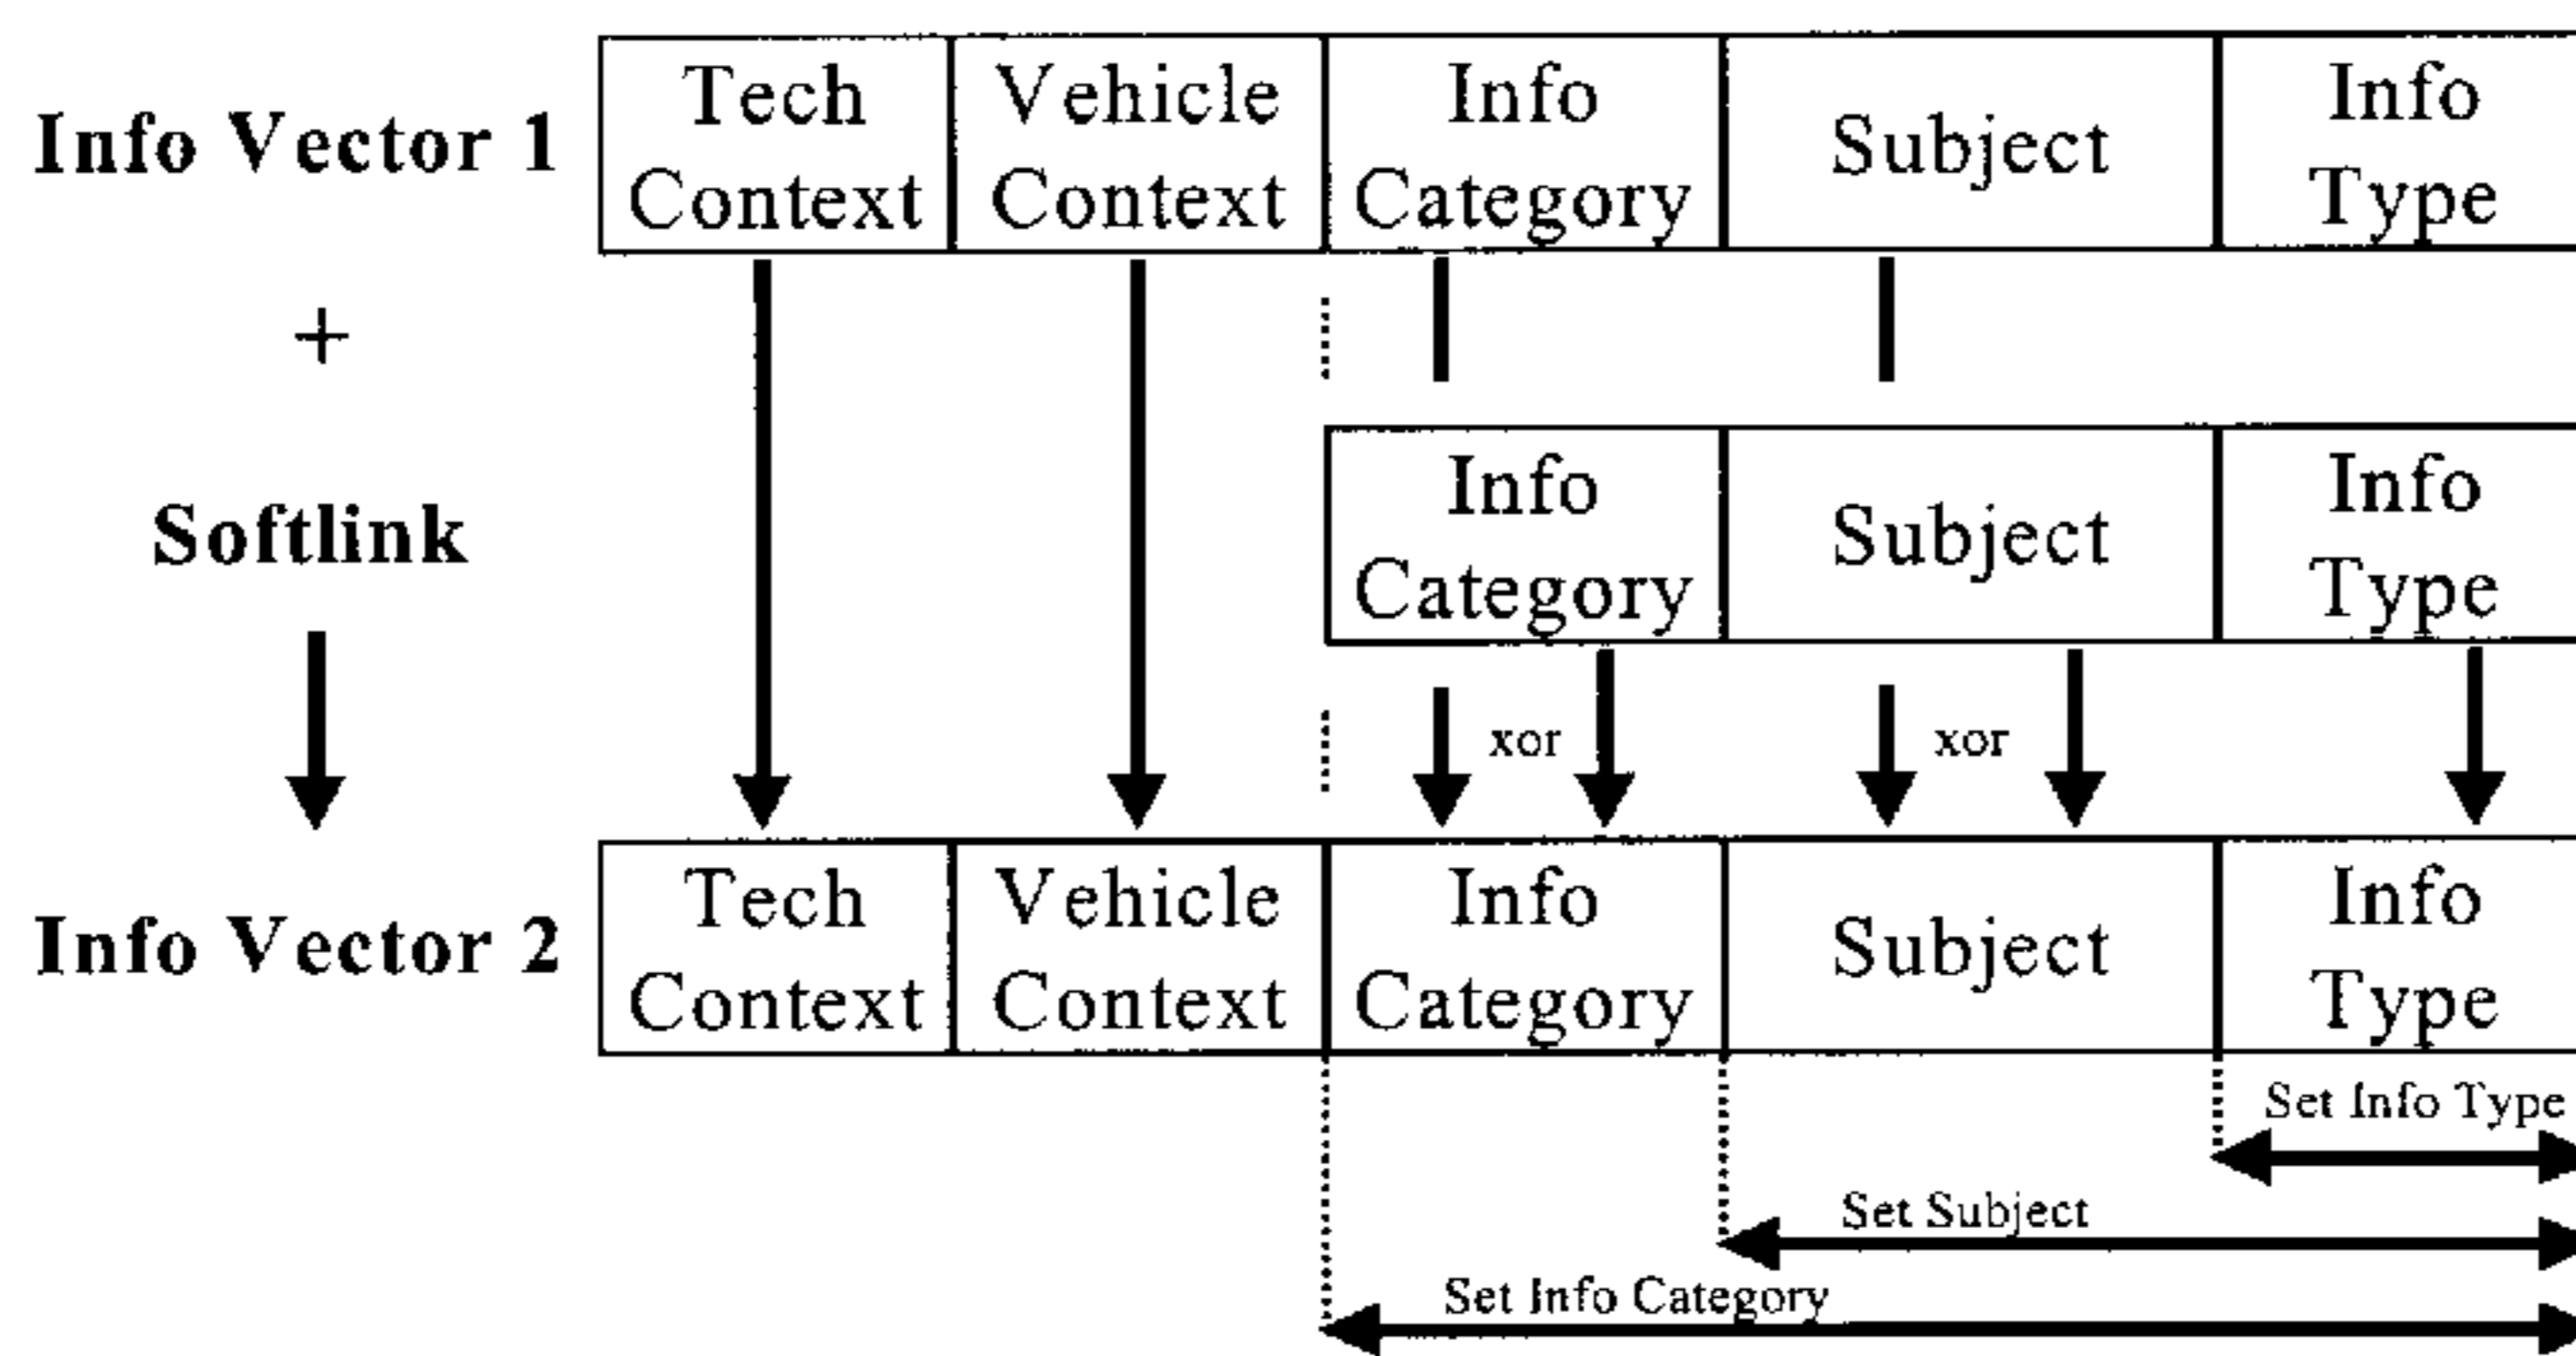 Info Vector 1
Tech Context
Vehicle Context
Info Category
Subject
Info Type
+
Softlink
Info Category
Subject
Info Type
xor
xor
Info Vector 2
Tech Context
Vehicle Context
Info Category
Subject
Info Type
Set Info Type
Set Subject
Set Info Category